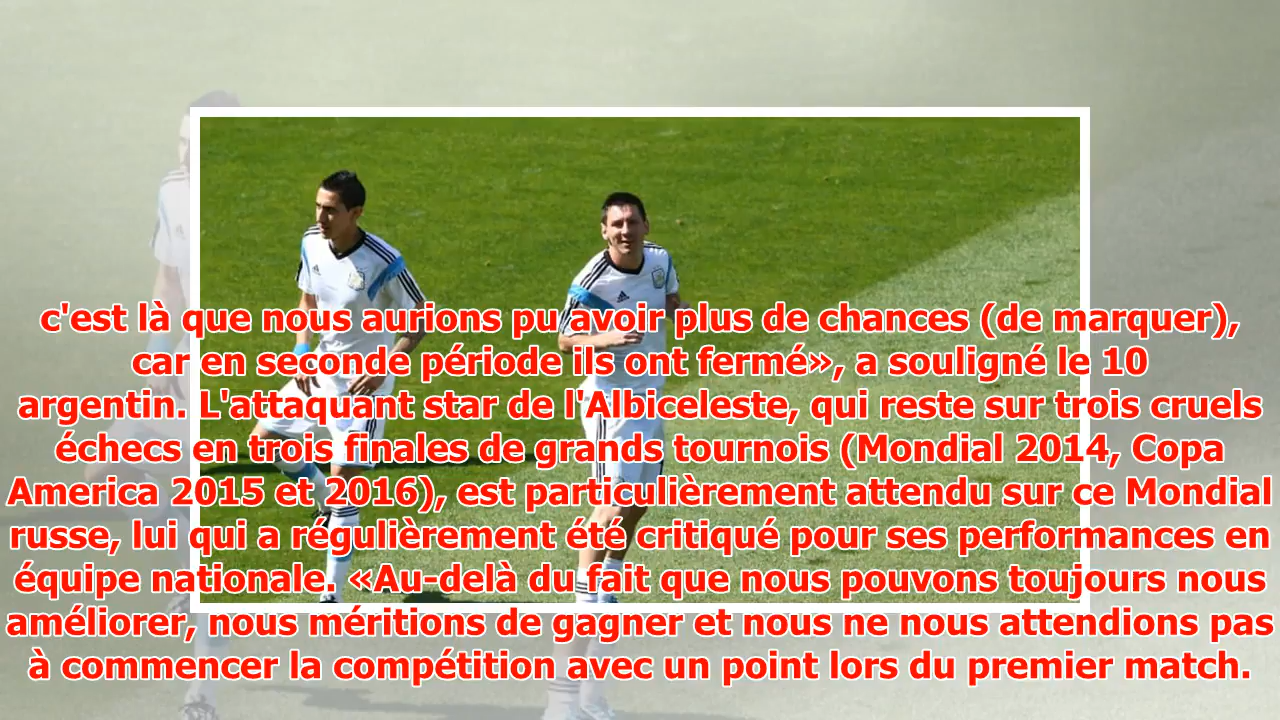 c'est là que nous aurions pu avoir plus de chances (de marquer),
car en seconde période ils ont fermé», a souligné le 10
argentin. L'attaquant star de l'Albiceleste, qui reste sur trois cruels
échecs en trois finales de grands tournois (Mondial 2014, Copa
America 2015 et 2016), est particulièrement attendu sur ce Mondial
russe, lui qui a régulièrement été critiqué pour ses performances en
équipe nationale. «Au-delà du fait que nous pouvons toujours nous
améliorer, nous méritions de gagner et nous ne nous attendions pas
à commencer la compétition avec un point lors du premier match.